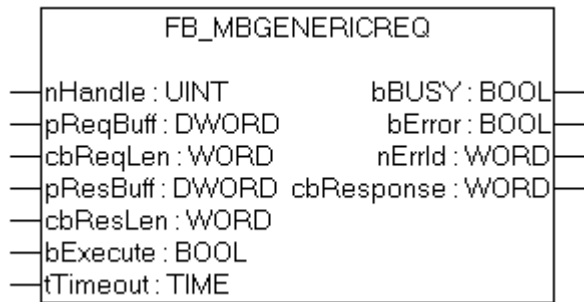 FB_MBGENERICREQ
nHandle : UINT bBUSY : BOOL
pReqBuff : DWORD bError : BOOL
cbReqLen : WORD nErrId : WORD
pResBuff : DWORD cbResponse : WORD
cbResLen : WORD
bExecute : BOOL
tTimeout : TIME